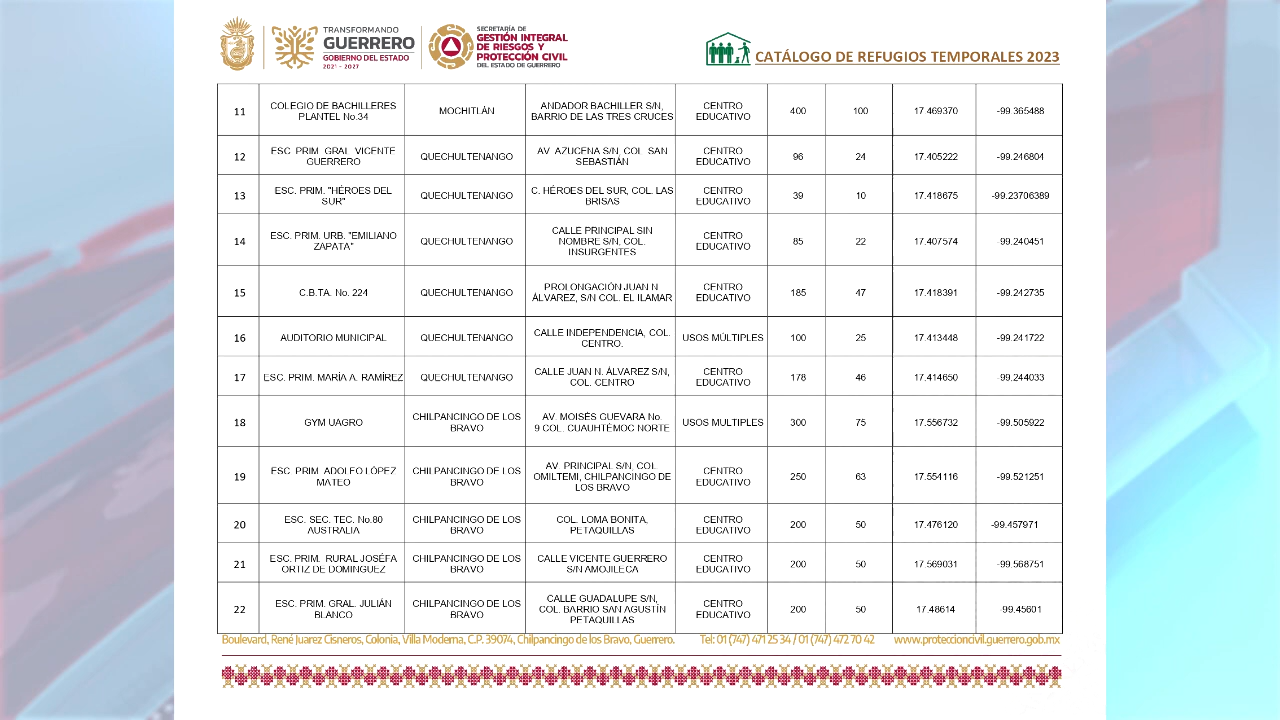 TRANSFORMANDO
GUERRERO
GOBIERNO DEL ESTADO
2021 - 2027
SECRETARÍA DE
GESTIÓN INTEGRAL
DE RIESGOS Y
PROTECCIÓN CIVIL
DEL ESTADO DE GUERRERO
CATÁLOGO DE REFUGIOS TEMPORALES 2023
11 COLEGIO DE BACHILLERES PLANTEL No.34 MOCHITLÁN ANDADOR BACHILLER S/N, BARRIO DE LAS TRES CRUCES CENTRO EDUCATIVO 400 100 17.469370 -99.365488
12 ESC. PRIM. GRAL. VICENTE GUERRERO QUECHULTENANGO AV. AZUCENA S/N, COL. SAN SEBASTIÁN CENTRO EDUCATIVO 96 24 17.405222 -99.246804
13 ESC. PRIM. "HÉROES DEL SUR" QUECHULTENANGO C. HÉROES DEL SUR, COL. LAS BRISAS CENTRO EDUCATIVO 39 10 17.418675 -99.23706389
14 ESC. PRIM. URB. "EMILIANO ZAPATA" QUECHULTENANGO CALLE PRINCIPAL SIN NOMBRE S/N, COL. INSURGENTES CENTRO EDUCATIVO 85 22 17.407574 -99.240451
15 C.B.TA. No. 224 QUECHULTENANGO PROLONGACIÓN JUAN N. ÁLVAREZ, S/N COL. EL ILAMAR CENTRO EDUCATIVO 185 47 17.418391 -99.242735
16 AUDITORIO MUNICIPAL QUECHULTENANGO CALLE INDEPENDENCIA, COL. CENTRO. USOS MÚLTIPLES 100 25 17.413448 -99.241722
17 ESC. PRIM. MARÍA A. RAMÍREZ QUECHULTENANGO CALLE JUAN N. ÁLVAREZ S/N, COL. CENTRO CENTRO EDUCATIVO 178 46 17.414650 -99.244033
18 GYM UAGRO CHILPANCINGO DE LOS BRAVO AV. MOISÉS GUEVARA No. 9 COL. CUAUHTÉMOC NORTE USOS MULTIPLES 300 75 17.556732 -99.505922
19 ESC. PRIM. ADOLFO LÓPEZ MATEO CHILPANCINGO DE LOS BRAVO AV. PRINCIPAL S/N, COL. OMILTEMI, CHILPANCINGO DE LOS BRAVO CENTRO EDUCATIVO 250 63 17.554116 -99.521251
20 ESC. SEC. TEC. No.80 AUSTRALIA CHILPANCINGO DE LOS BRAVO COL. LOMA BONITA, PETAQUILLAS CENTRO EDUCATIVO 200 50 17.476120 -99.457971
21 ESC. PRIM. RURAL JOSÉFA ORTIZ DE DOMINGUEZ CHILPANCINGO DE LOS BRAVO CALLE VICENTE GUERRERO S/N AMOJILECA CENTRO EDUCATIVO 200 50 17.569031 -99.568751
22 ESC. PRIM. GRAL. JULIÁN BLANCO CHILPANCINGO DE LOS BRAVO CALLE GUADALUPE S/N, COL. BARRIO SAN AGUSTÍN PETAQUILLAS CENTRO EDUCATIVO 200 50 17.48614 -99.45601
Boulevard, René Juarez Cisneros, Colonia, Villa Moderna, C.P. 39074, Chilpancingo de los Bravo, Guerrero. Tel: 01 (747) 471 25 34 / 01 (747) 472 70 42 www.proteccioncivil.guerrero.gob.mx